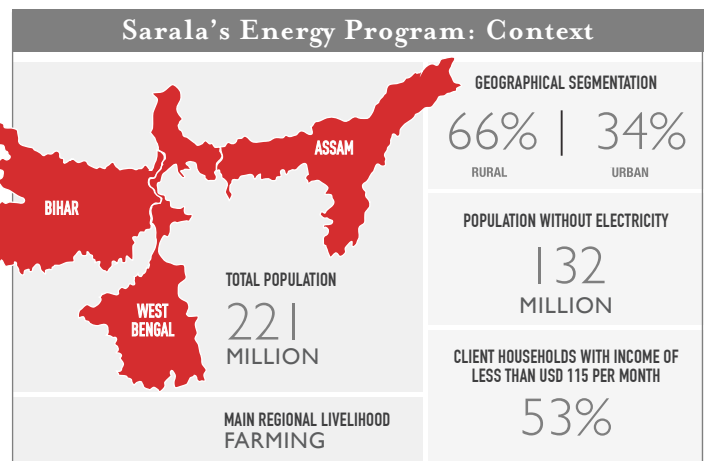 Sarala's Energy Program: Context
GEOGRAPHICAL SEGMENTATION
66% | 34%
RURAL URBAN
ASSAM
BIHAR
WEST
BENGAL
TOTAL POPULATION
221
MILLION
POPULATION WITHOUT ELECTRICITY
132
MILLION
CLIENT HOUSEHOLDS WITH INCOME OF
LESS THAN USD 115 PER MONTH
53%
MAIN REGIONAL LIVELIHOOD
FARMING